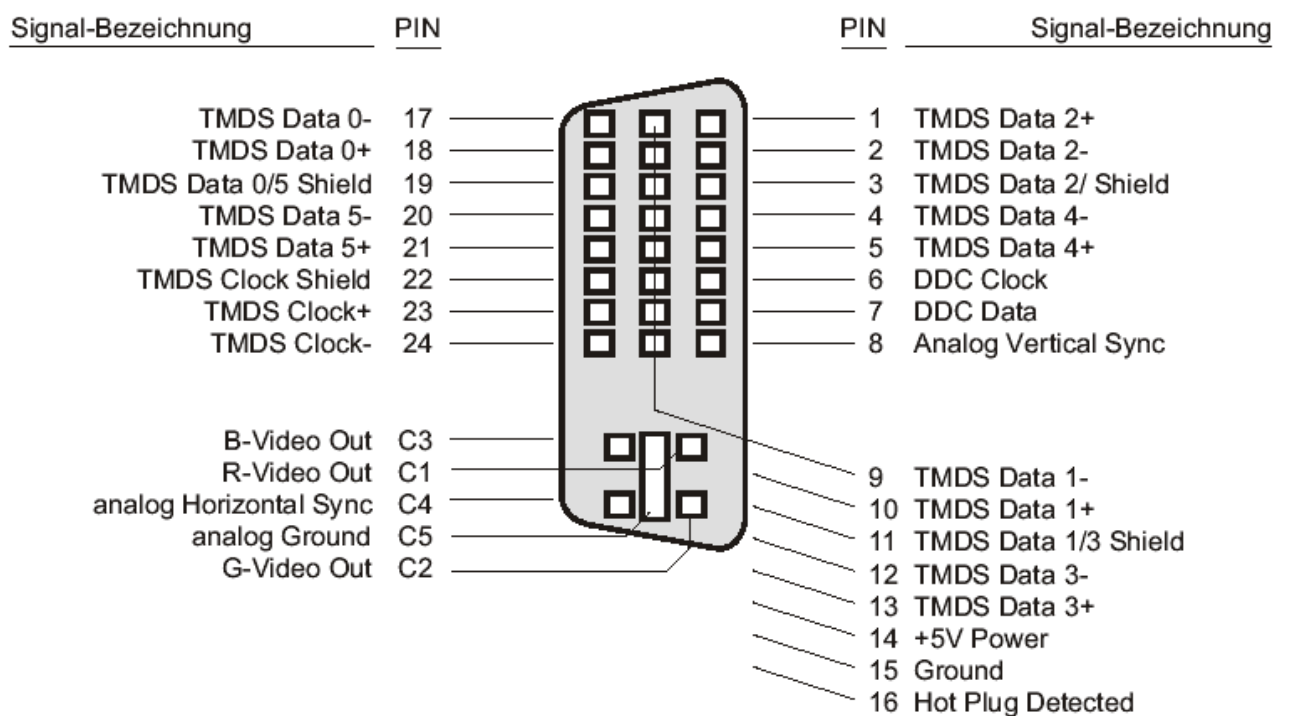 Signal-Bezeichnung PIN
TMDS Data 0- 17
TMDS Data 0+ 18
TMDS Data 0/5 Shield 19
TMDS Data 5- 20
TMDS Data 5+ 21
TMDS Clock Shield 22
TMDS Clock+ 23
TMDS Clock- 24
B-Video Out C3
R-Video Out C1
analog Horizontal Sync C4
analog Ground C5
G-Video Out C2
PIN Signal-Bezeichnung
1 TMDS Data 2+
2 TMDS Data 2-
3 TMDS Data 2/ Shield
4 TMDS Data 4-
5 TMDS Data 4+
6 DDC Clock
7 DDC Data
8 Analog Vertical Sync
9 TMDS Data 1-
10 TMDS Data 1+
11 TMDS Data 1/3 Shield
12 TMDS Data 3-
13 TMDS Data 3+
14 +5V Power
15 Ground
16 Hot Plug Detected